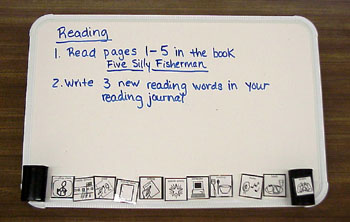 Reading
1. Read pages 1-5 in the book
Five Silly Fisherman
2. Write 3 new reading words in your
reading journal